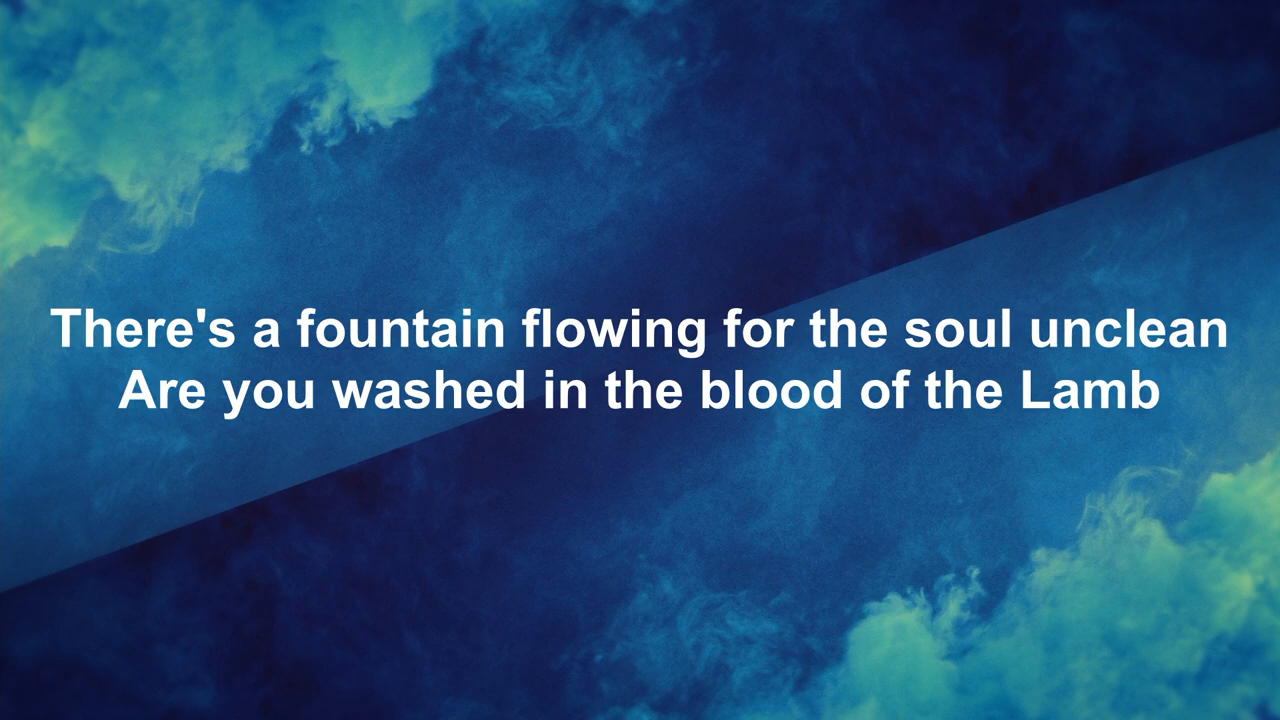 There's a fountain flowing for the soul unclean
Are you washed in the blood of the Lamb